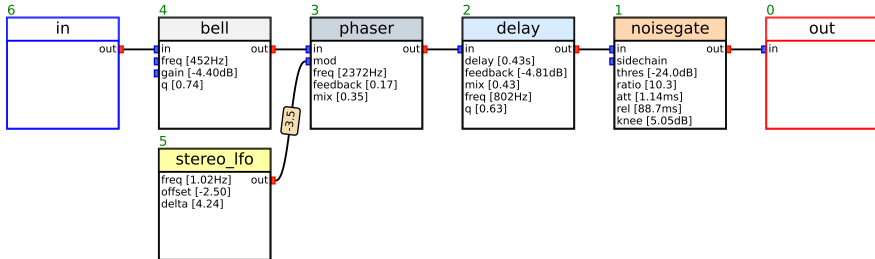 6
in
out
4
bell
in
out
freq [452Hz]
gain [-4.40dB]
q [0.74]
3
phaser
in
out
mod
freq [2372Hz]
feedback [0.17]
mix [0.35]
2
delay
in
out
delay [0.43s]
feedback [-4.81dB]
mix [0.43]
freq [802Hz]
q [0.63]
1
noisegate
in
out
sidechain
thres [-24.0dB]
ratio [10.3]
att [1.14ms]
rel [88.7ms]
knee [5.05dB]
0
out
in
-3.5
5
stereo_lfo
freq [1.02Hz]
out
offset [-2.50]
delta [4.24]